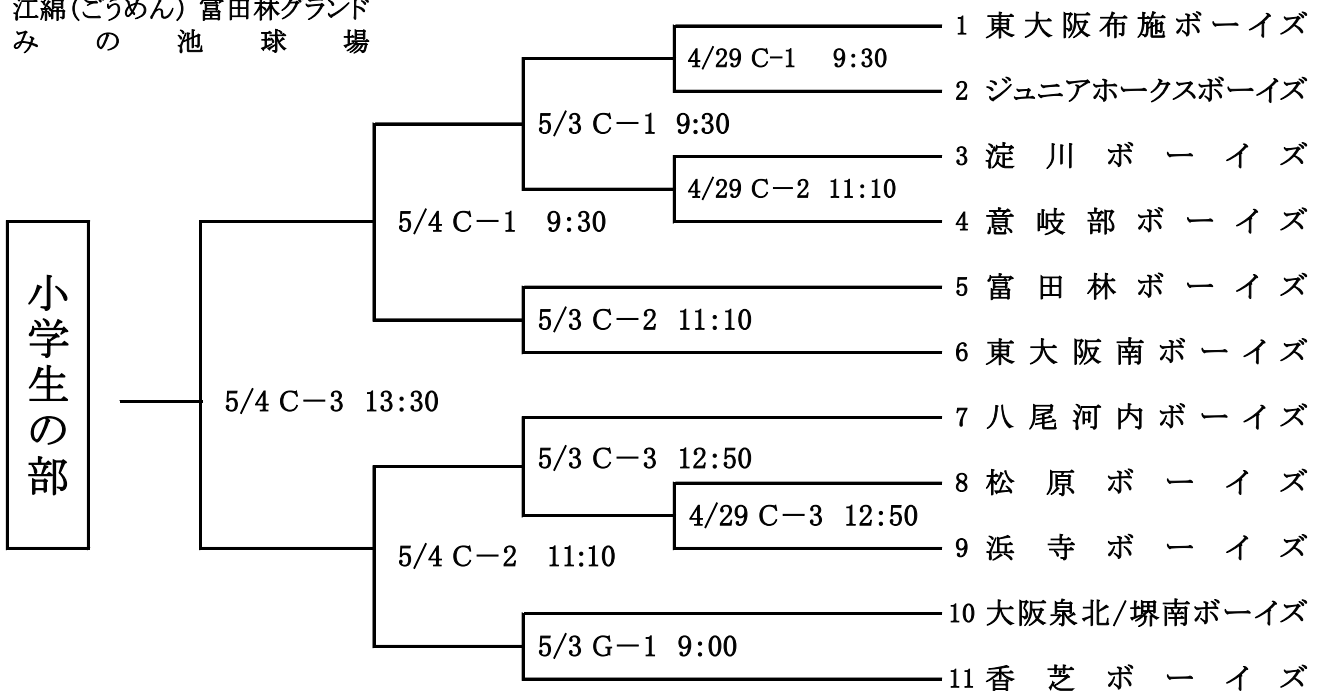 江綿(ごうめん) 富田林グランド
みの池球場
1 東大阪布施ボーイズ
4/29 C-1 9:30
2 ジュニアホークスボーイズ
5/3 C－1 9:30
3 淀川ボーイズ
4/29 C－2 11:10
4 意岐部ボーイズ
5/4 C－1 9:30
5 富田林ボーイズ
5/3 C－2 11:10
6 東大阪南ボーイズ
小学生の部
5/4 C－3 13:30
7 八尾河内ボーイズ
5/3 C－3 12:50
8 松原ボーイズ
4/29 C－3 12:50
9 浜寺ボーイズ
5/4 C－2 11:10
10 大阪泉北/堺南ボーイズ
5/3 G－1 9:00
11 香芝ボーイズ